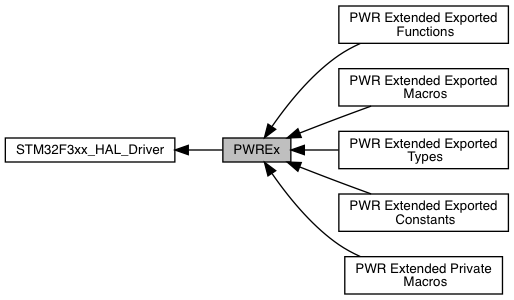 PWR Extended Exported
Functions
PWR Extended Exported
Macros
STM32F3xx_HAL_Driver
PWREx
PWR Extended Exported
Types
PWR Extended Exported
Constants
PWR Extended Private
Macros